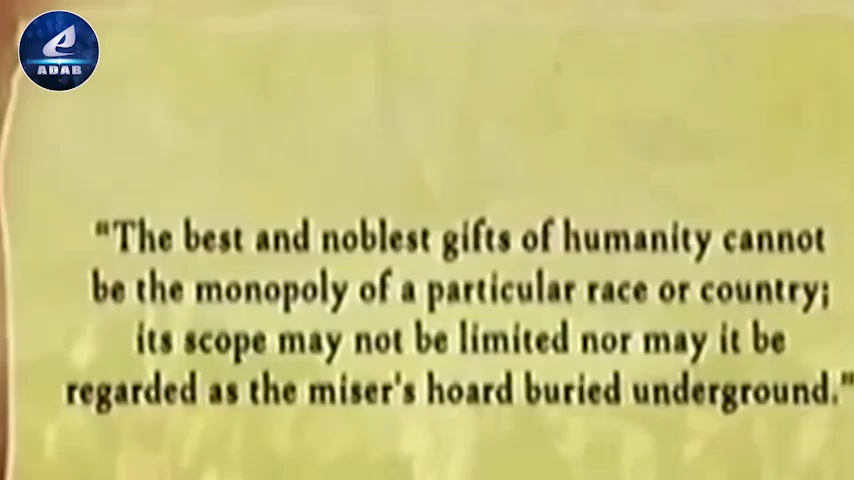 ADAB
"The best and noblest gifts of humanity cannot
be the monopoly of a particular race or country;
its scope may not be limited nor may it be
regarded as the miser's hoard buried underground."